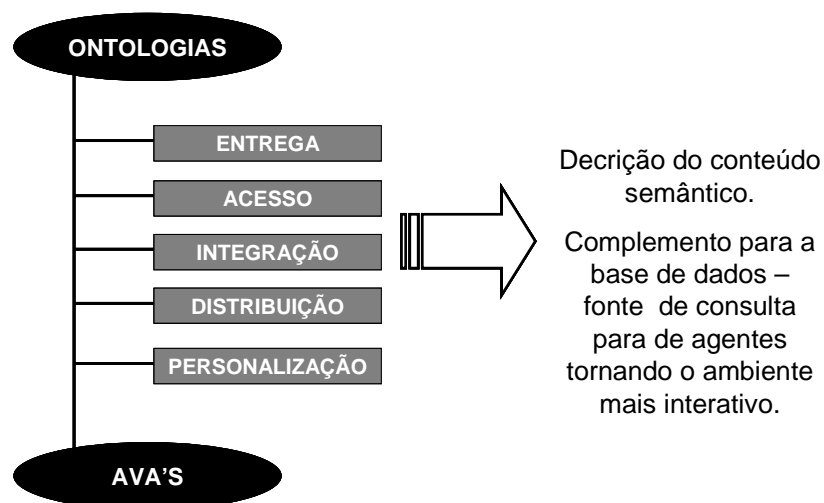 ONTOLOGIAS
ENTREGA
ACESSO
INTEGRAÇÃO
DISTRIBUIÇÃO
PERSONALIZAÇÃO
AVA’S
Decrição do conteúdo
semântico.
Complemento para a
base de dados –
fonte de consulta
para de agentes
tornando o ambiente
mais interativo.